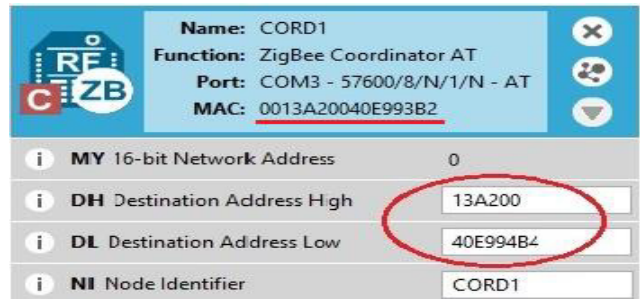 Name: CORD1
Function: ZigBee Coordinator AT
Port: COM3 - 57600/8/N/1/N - AT
MAC: 0013A20040E993B2
RF
C ZB
i MY 16-bit Network Address 0
i DH Destination Address High 13A200
i DL Destination Address Low 40E994B4
i NI Node Identifier CORD1